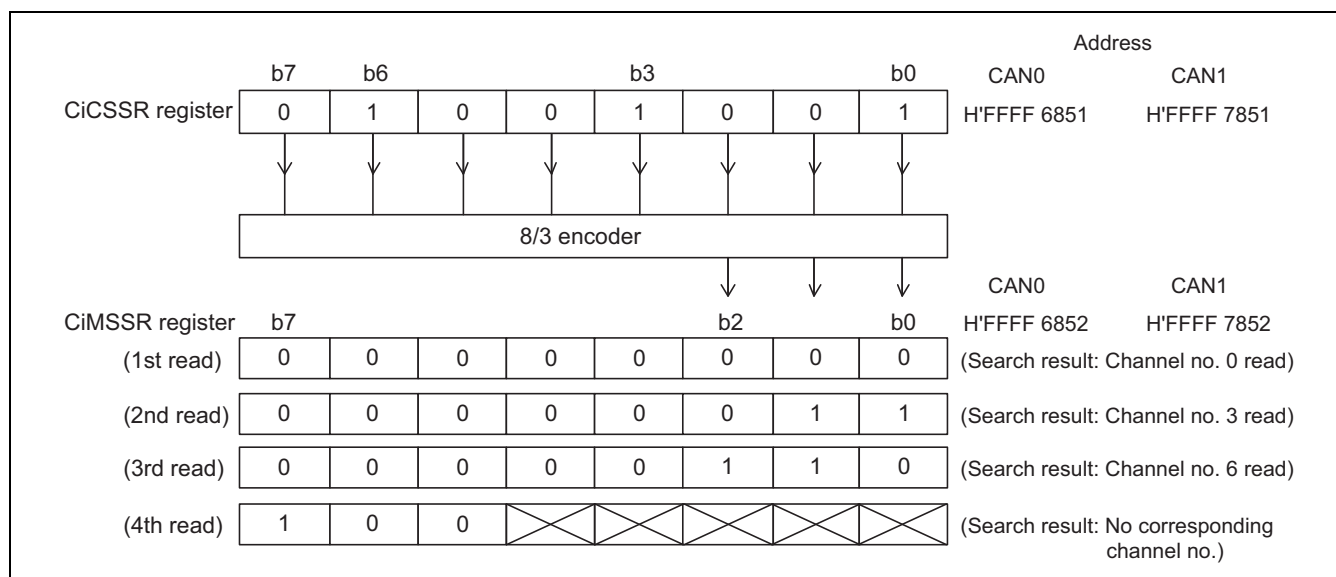 Address
b7 b6 b3 b0 CAN0 CAN1
CiCSSR register 0 1 0 0 1 0 0 1 H'FFFF 6851 H'FFFF 7851
8/3 encoder
CAN0 CAN1
CiMSSR register b7 b2 b0 H'FFFF 6852 H'FFFF 7852
(1st read) 0 0 0 0 0 0 0 0 (Search result: Channel no. 0 read)
(2nd read) 0 0 0 0 0 0 1 1 (Search result: Channel no. 3 read)
(3rd read) 0 0 0 0 0 1 1 0 (Search result: Channel no. 6 read)
(4th read) 1 0 0 (Search result: No corresponding
channel no.)